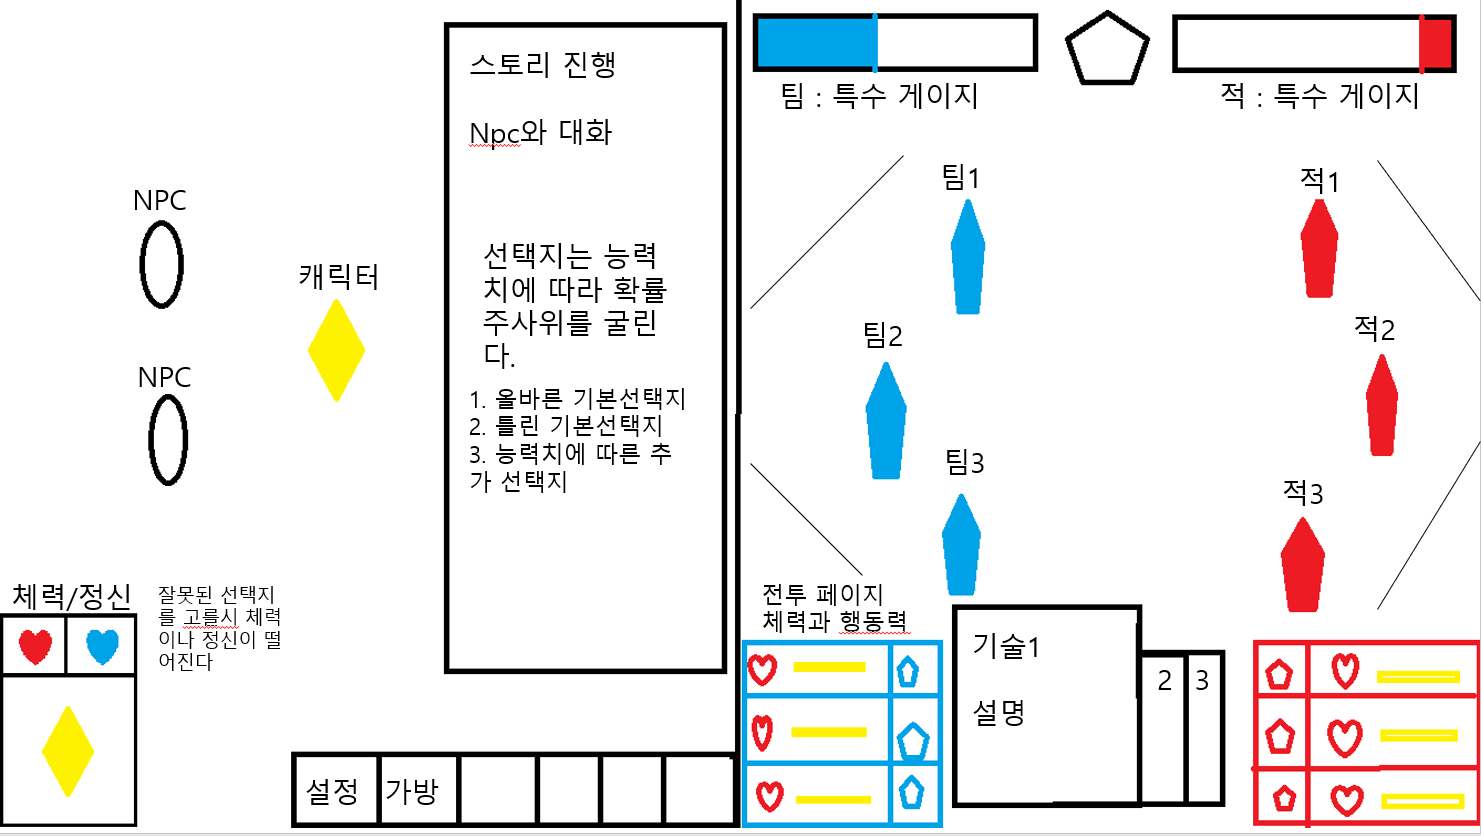 스토리 진행
Npc와 대화
선택지는 능력
치에 따라 확률
주사위를 굴린
다.
1. 올바른 기본선택지
2. 틀린 기본선택지
3. 능력치에 따른 추
가 선택지
NPC
캐릭터
NPC
체력/정신
잘못된 선택지
를 고를시 체력
이나 정신이 떨
어진다
설정
가방
팀 : 특수 게이지
적 : 특수 게이지
팀1
적1
팀2
적2
팀3
적3
전투 페이지
체력과 행동력
기술1
설명
2
3